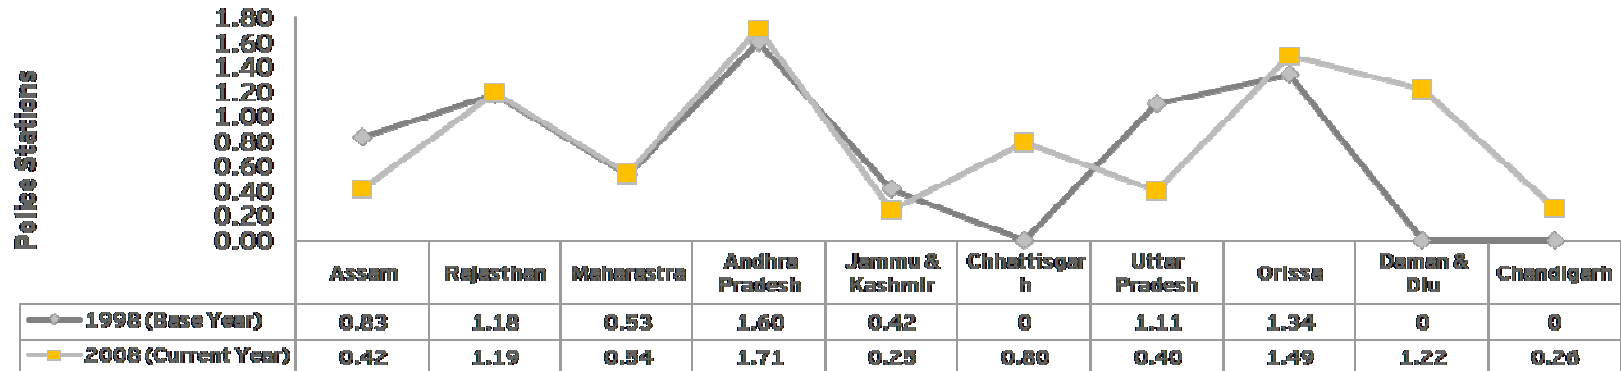 Police Stations
1.80
1.60
1.40
1.20
1.00
0.80
0.60
0.40
0.20
0.00
Assam Rajasthan Maharastra Andhra Pradesh Jammu & Kashmir Chhattisgarh Uttar Pradesh Orissa Daman & Diu Chandigarh
1998 (Base Year) 0.83 1.18 0.53 1.60 0.42 0 1.11 1.34 0 0
2008 (Current Year) 0.42 1.19 0.54 1.71 0.25 0.80 0.40 1.49 1.22 0.26